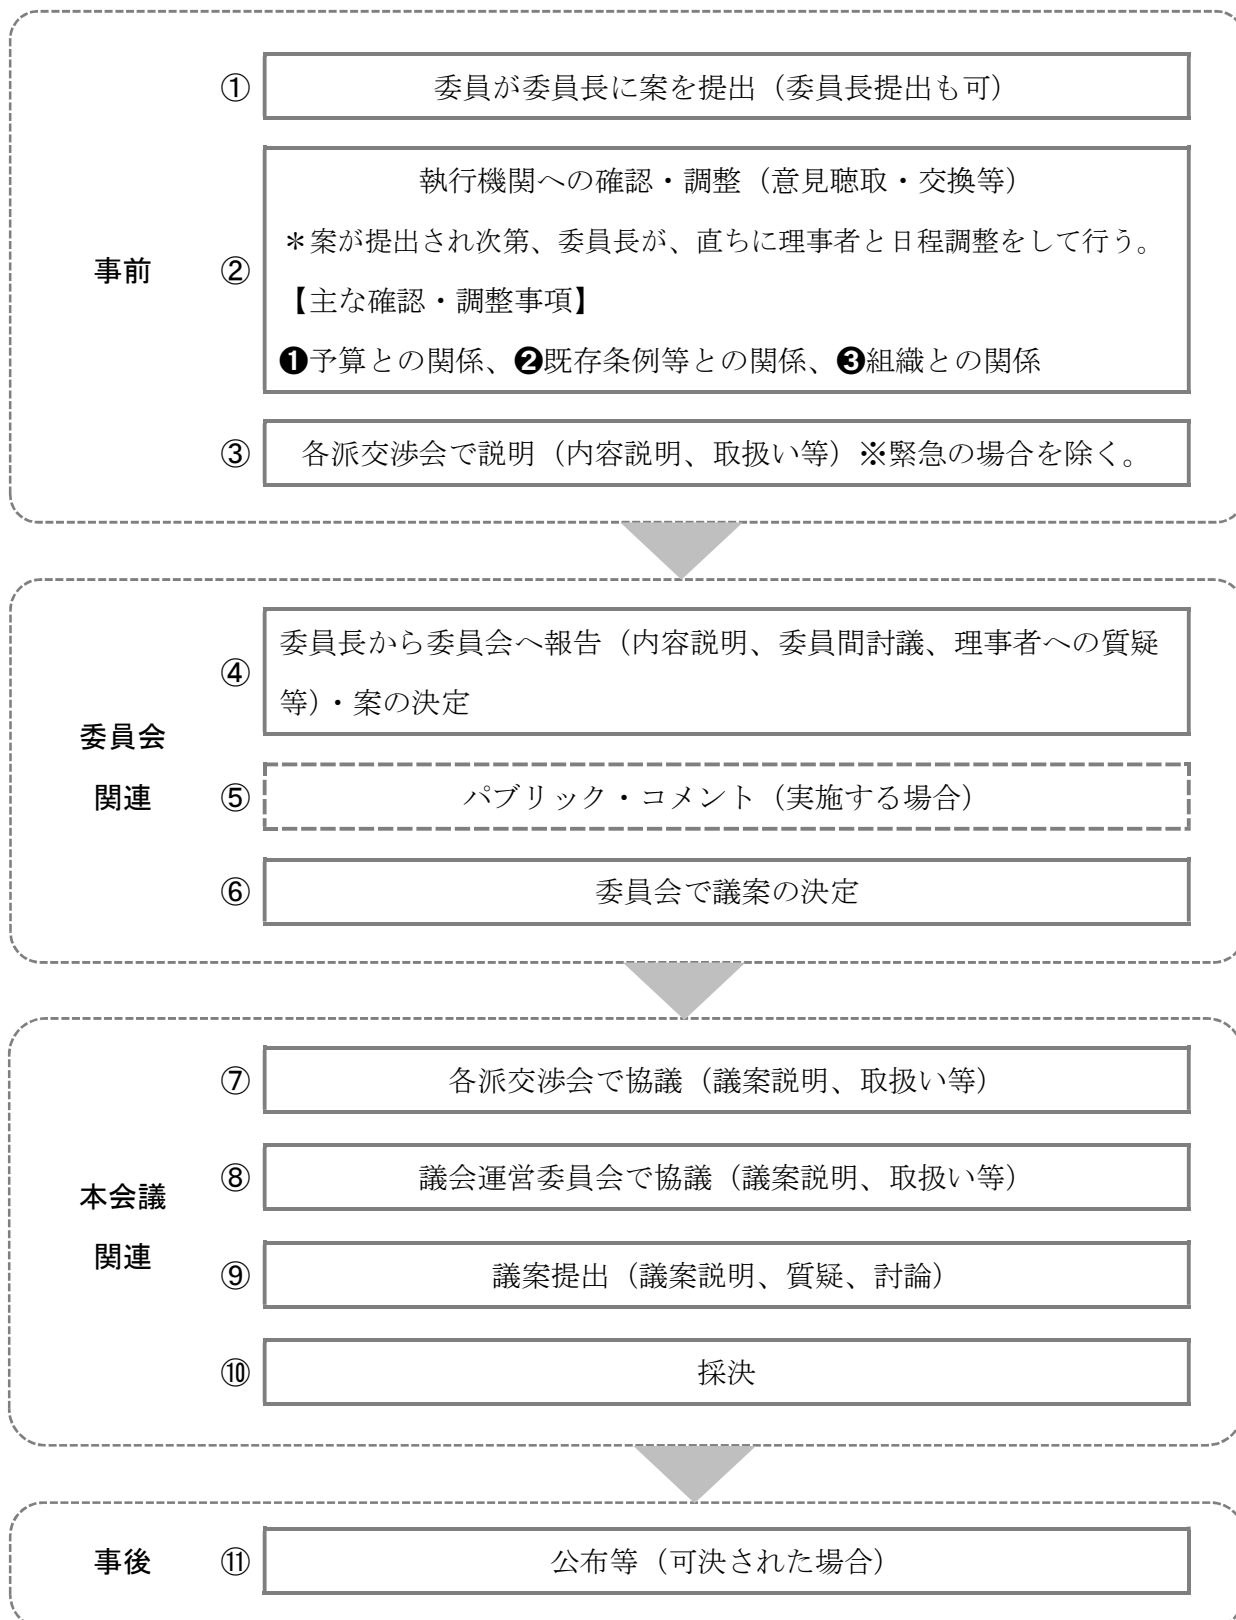 ① 委員が委員長に案を提出（委員長提出も可）
執行機関への確認・調整（意見聴取・交換等）
＊案が提出され次第、委員長が、直ちに理事者と日程調整をして行う。
事前 ②
【主な確認・調整事項】
❶予算との関係、❷既存条例等との関係、❸組織との関係
③ 各派交渉会で説明（内容説明、取扱い等）※緊急の場合を除く。
委員長から委員会へ報告（内容説明、委員間討議、理事者への質疑
④
等）・案の決定
委員会
関連 ⑤ パブリック・コメント（実施する場合）
⑥ 委員会で議案の決定
⑦ 各派交渉会で協議（議案説明、取扱い等）
⑧ 議会運営委員会で協議（議案説明、取扱い等）
本会議
関連
⑨ 議案提出（議案説明、質疑、討論）
⑩ 採決
事後 ⑪ 公布等（可決された場合）